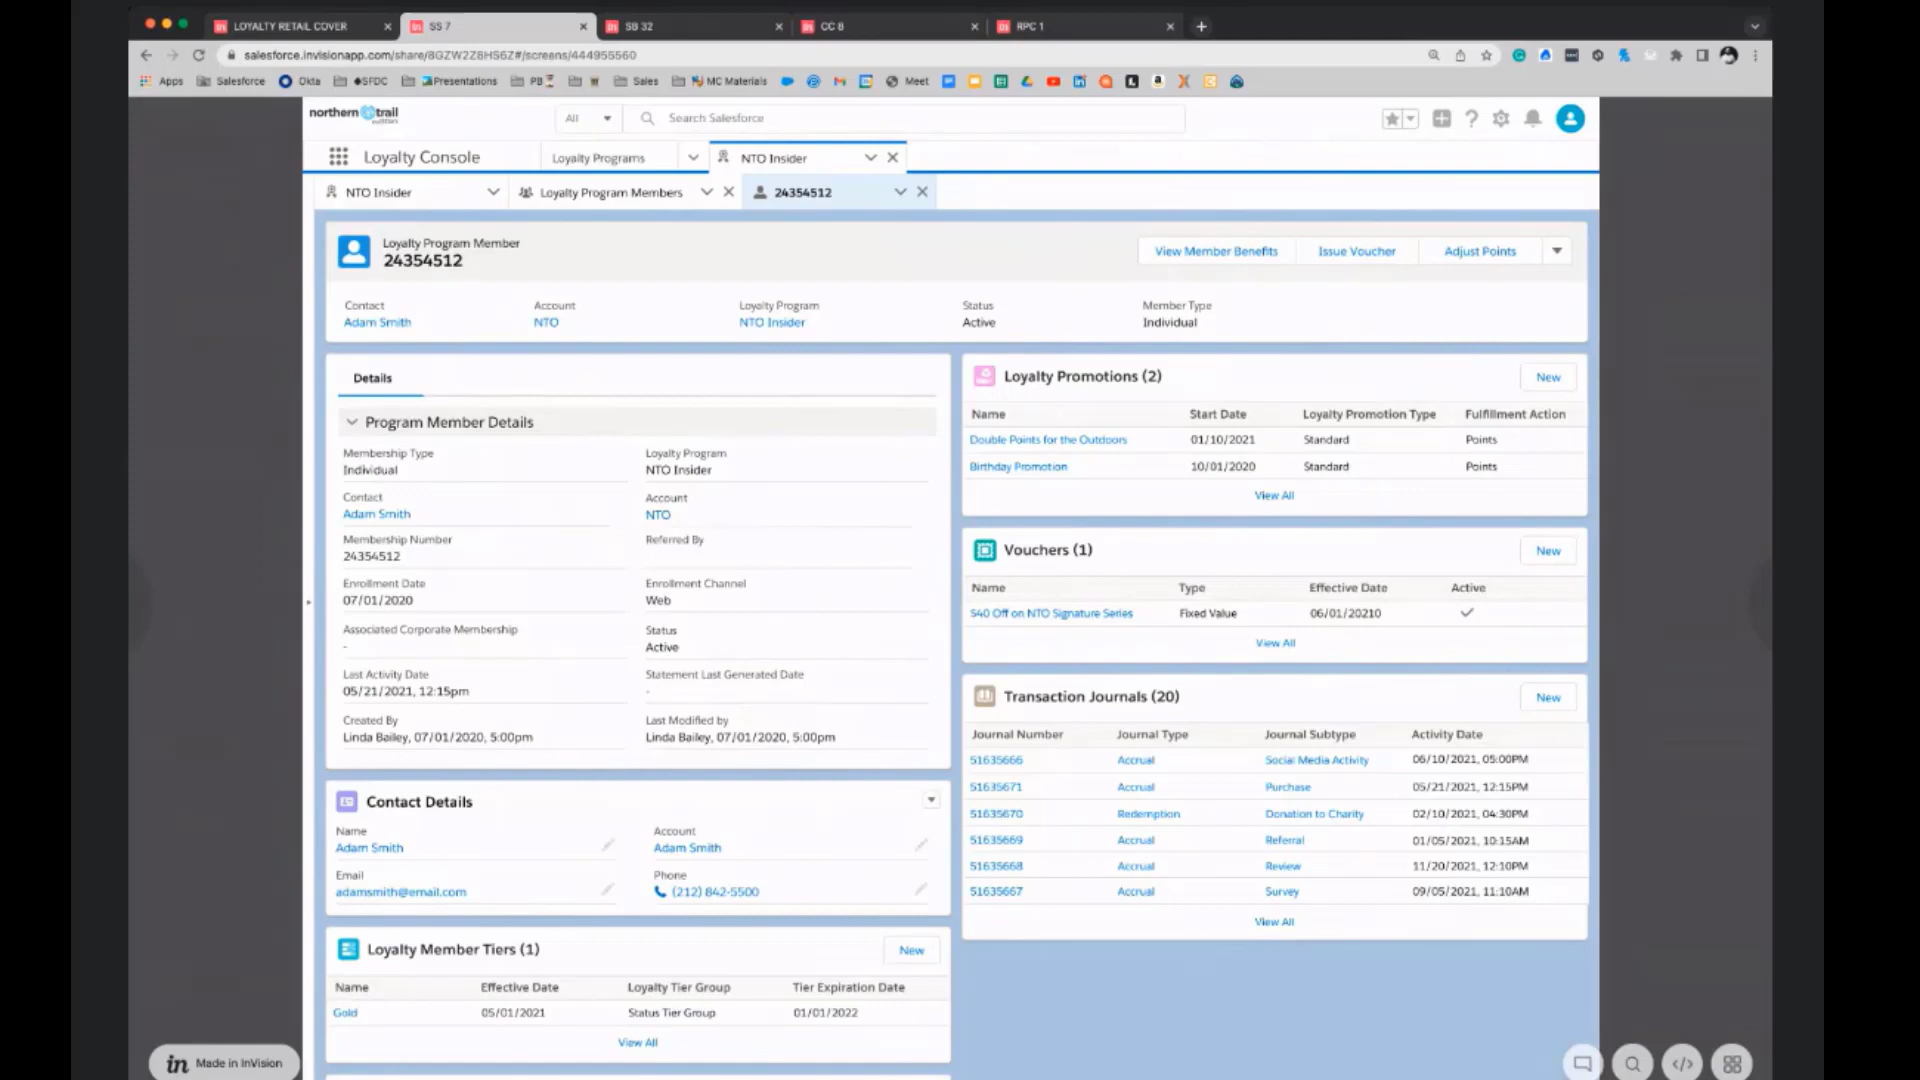 LOYALTY RETAIL COVER
SS 7
SB 32
CC 8
RPC 1
salesforce.invisionapp.com/share/8GZW2Z8HS6Z#/screens/444955560
Apps
Salesforce
Okta
SFDC
Presentations
PB
Sales
MC Materials
Meet
northern trail
All
Search Salesforce
Loyalty Console
Loyalty Programs
NTO Insider
NTO Insider
Loyalty Program Members
24354512
Loyalty Program Member
24354512
View Member Benefits
Issue Voucher
Adjust Points
Contact Account Loyalty Program Status Member Type
Adam Smith NTO NTO Insider Active Individual
Details
Program Member Details
Membership Type Loyalty Program
Individual NTO Insider
Contact Account
Adam Smith NTO
Membership Number Referred By
24354512
Enrollment Date Enrollment Channel
07/01/2020 Web
Associated Corporate Membership Status
- Active
Last Activity Date Statement Last Generated Date
05/21/2021, 12:15pm -
Created By Last Modified by
Linda Bailey, 07/01/2020, 5:00pm Linda Bailey, 07/01/2020, 5:00pm
Contact Details
Name Account
Adam Smith Adam Smith
Email Phone
adamsmith@email.com (212) 842-5500
Loyalty Member Tiers (1)
New
Name Effective Date Loyalty Tier Group Tier Expiration Date
Gold 05/01/2021 Status Tier Group 01/01/2022
View All
Loyalty Promotions (2)
New
Name Start Date Loyalty Promotion Type Fulfillment Action
Double Points for the Outdoors 01/10/2021 Standard Points
Birthday Promotion 10/01/2020 Standard Points
View All
Vouchers (1)
New
Name Type Effective Date Active
$40 Off on NTO Signature Series Fixed Value 06/01/20210
View All
Transaction Journals (20)
New
Journal Number Journal Type Journal Subtype Activity Date
51635666 Accrual Social Media Activity 06/10/2021, 05:00PM
51635671 Accrual Purchase 05/21/2021, 12:15PM
51635670 Redemption Donation to Charity 02/10/2021, 04:30PM
51635669 Accrual Referral 01/05/2021, 10:15AM
51635668 Accrual Review 11/20/2021, 12:10PM
51635667 Accrual Survey 09/05/2021, 11:10AM
View All
in Made in InVision